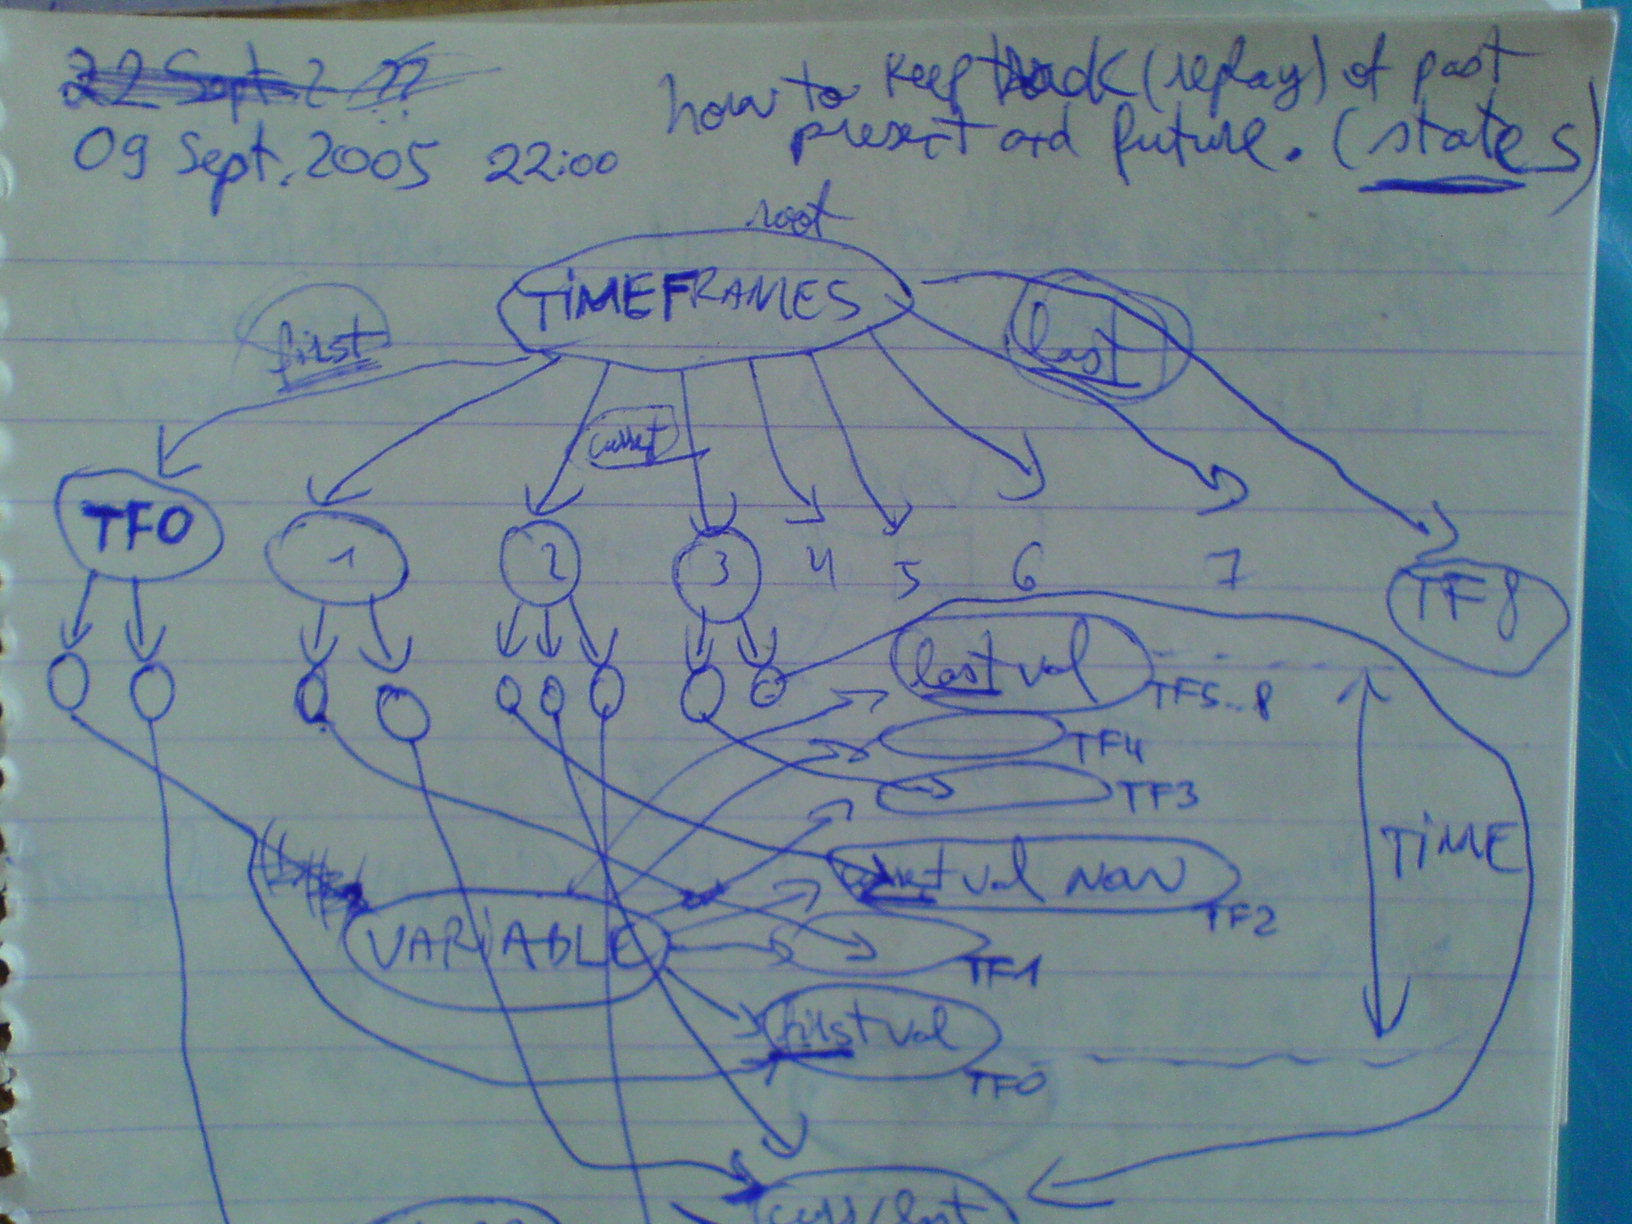 22 Sept. 2 ??
09 Sept. 2005 22:00
how to keep track (replay) of past
present and future. (states)
root
TIMEFRAMES
first
last
current
TF0
1
2
3
4
5
6
7
TF8
last val
TF5..8
TF4
TF3
TIME
val NOW
TF2
VARIABLE
TF1
first val
TF0
curr/last